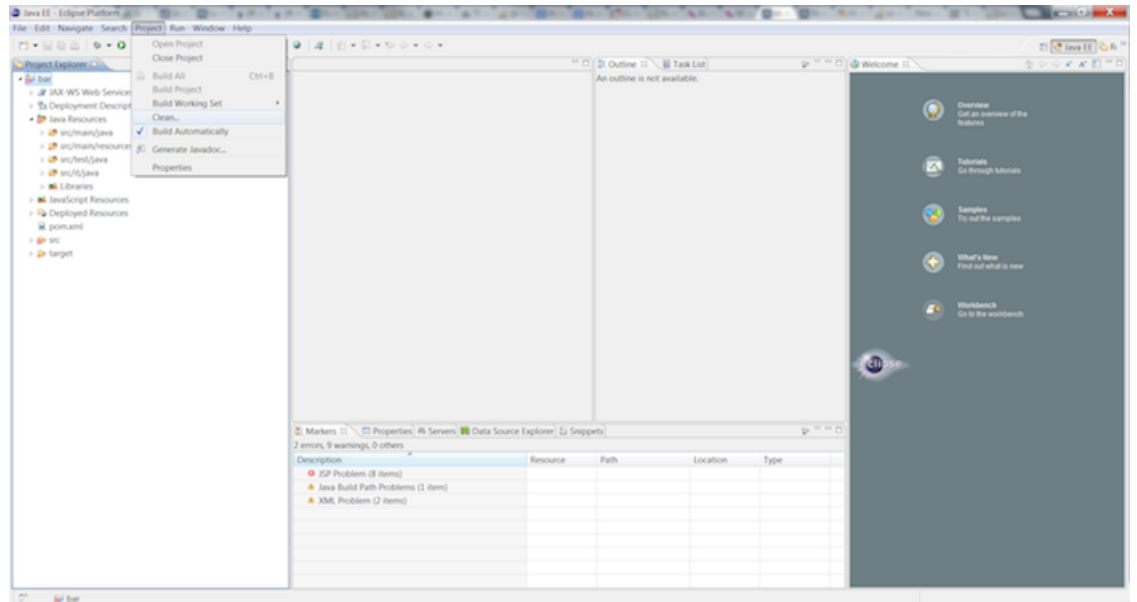 Java EE - Eclipse Platform
File Edit Navigate Search Project Run Window Help
Java EE
Project Explorer
bar
JAX-WS Web Service
Deployment Descript
Java Resources
src/main/java
src/main/resource
src/test/java
src/it/java
Libraries
JavaScript Resources
Deployed Resources
pom.xml
src
target
Open Project
Close Project
Build All Ctrl+B
Build Project
Build Working Set
Clean...
Build Automatically
Generate Javadoc...
Properties
Outline Task List
An outline is not available.
Welcome
Overview
Get an overview of the
features
Tutorials
Go through tutorials
Samples
Try out the samples
What's New
Find out what is new
Workbench
Go to the workbench
eclipse
Markers Properties Servers Data Source Explorer Snippets
2 errors, 9 warnings, 0 others
Description Resource Path Location Type
JSP Problem (8 items)
Java Build Path Problems (1 item)
XML Problem (2 items)
bar